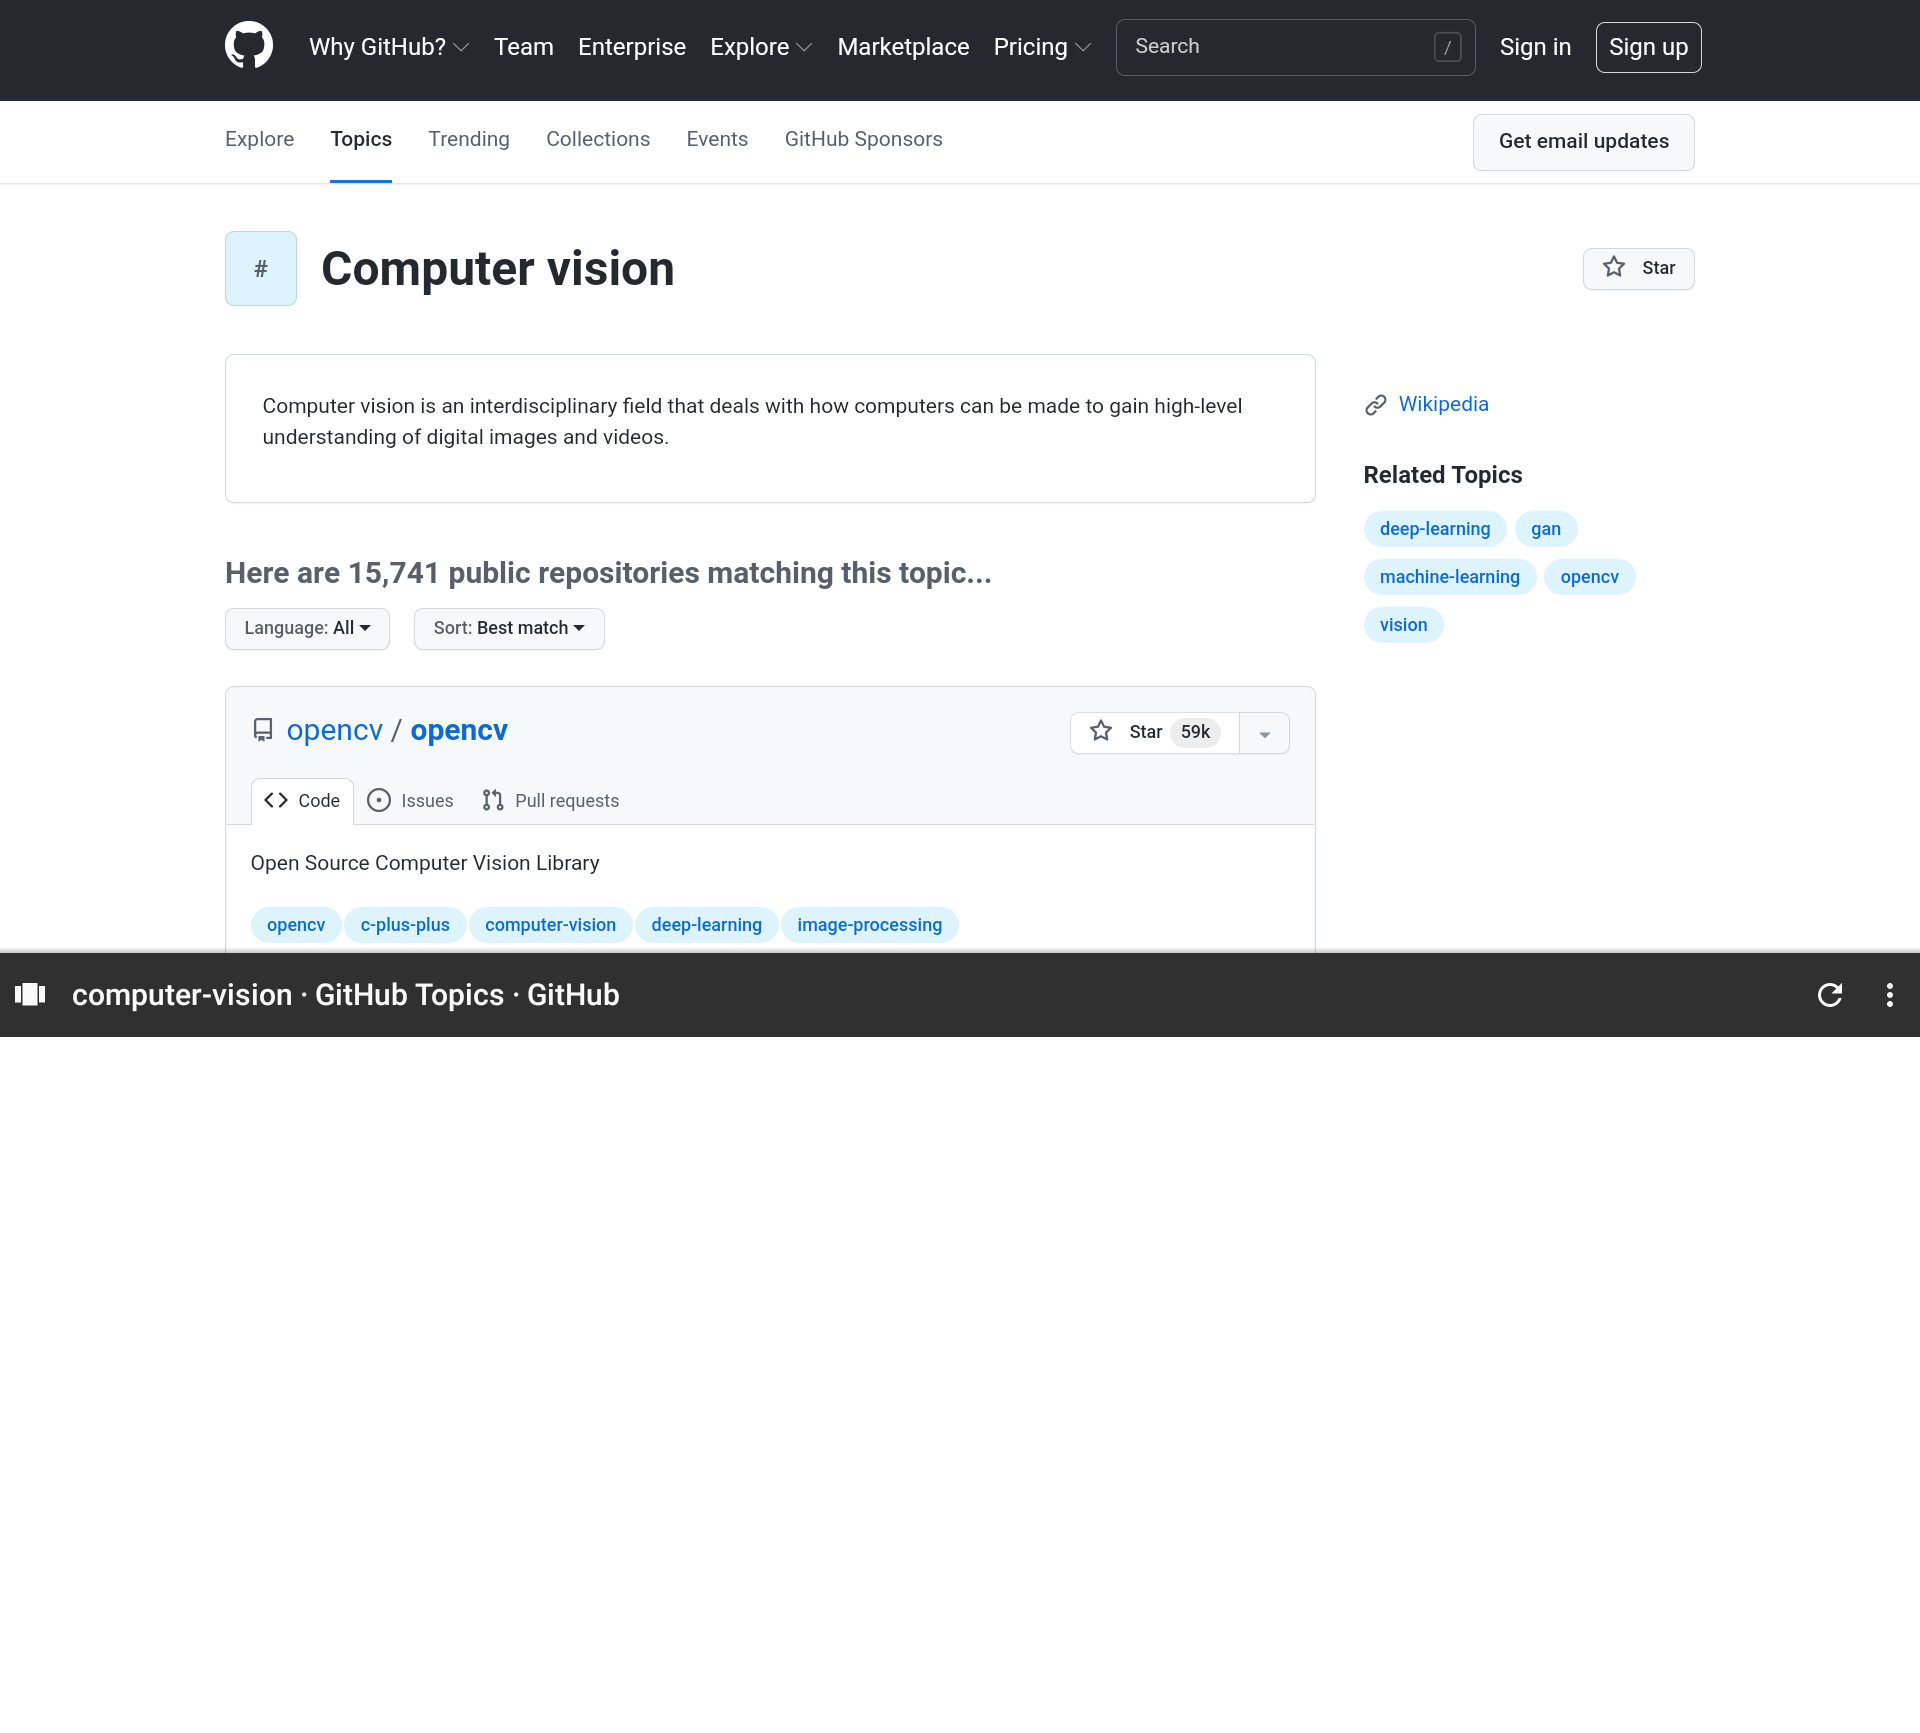 Why GitHub? Team Enterprise Explore Marketplace Pricing Search / Sign in Sign up
Explore Topics Trending Collections Events GitHub Sponsors Get email updates
# Computer vision Star
Computer vision is an interdisciplinary field that deals with how computers can be made to gain high-level
understanding of digital images and videos.
Wikipedia
Related Topics
deep-learning gan
machine-learning opencv
vision
Here are 15,741 public repositories matching this topic...
Language: All Sort: Best match
opencv / opencv Star 59k
Code Issues Pull requests
Open Source Computer Vision Library
opencv c-plus-plus computer-vision deep-learning image-processing
computer-vision · GitHub Topics · GitHub